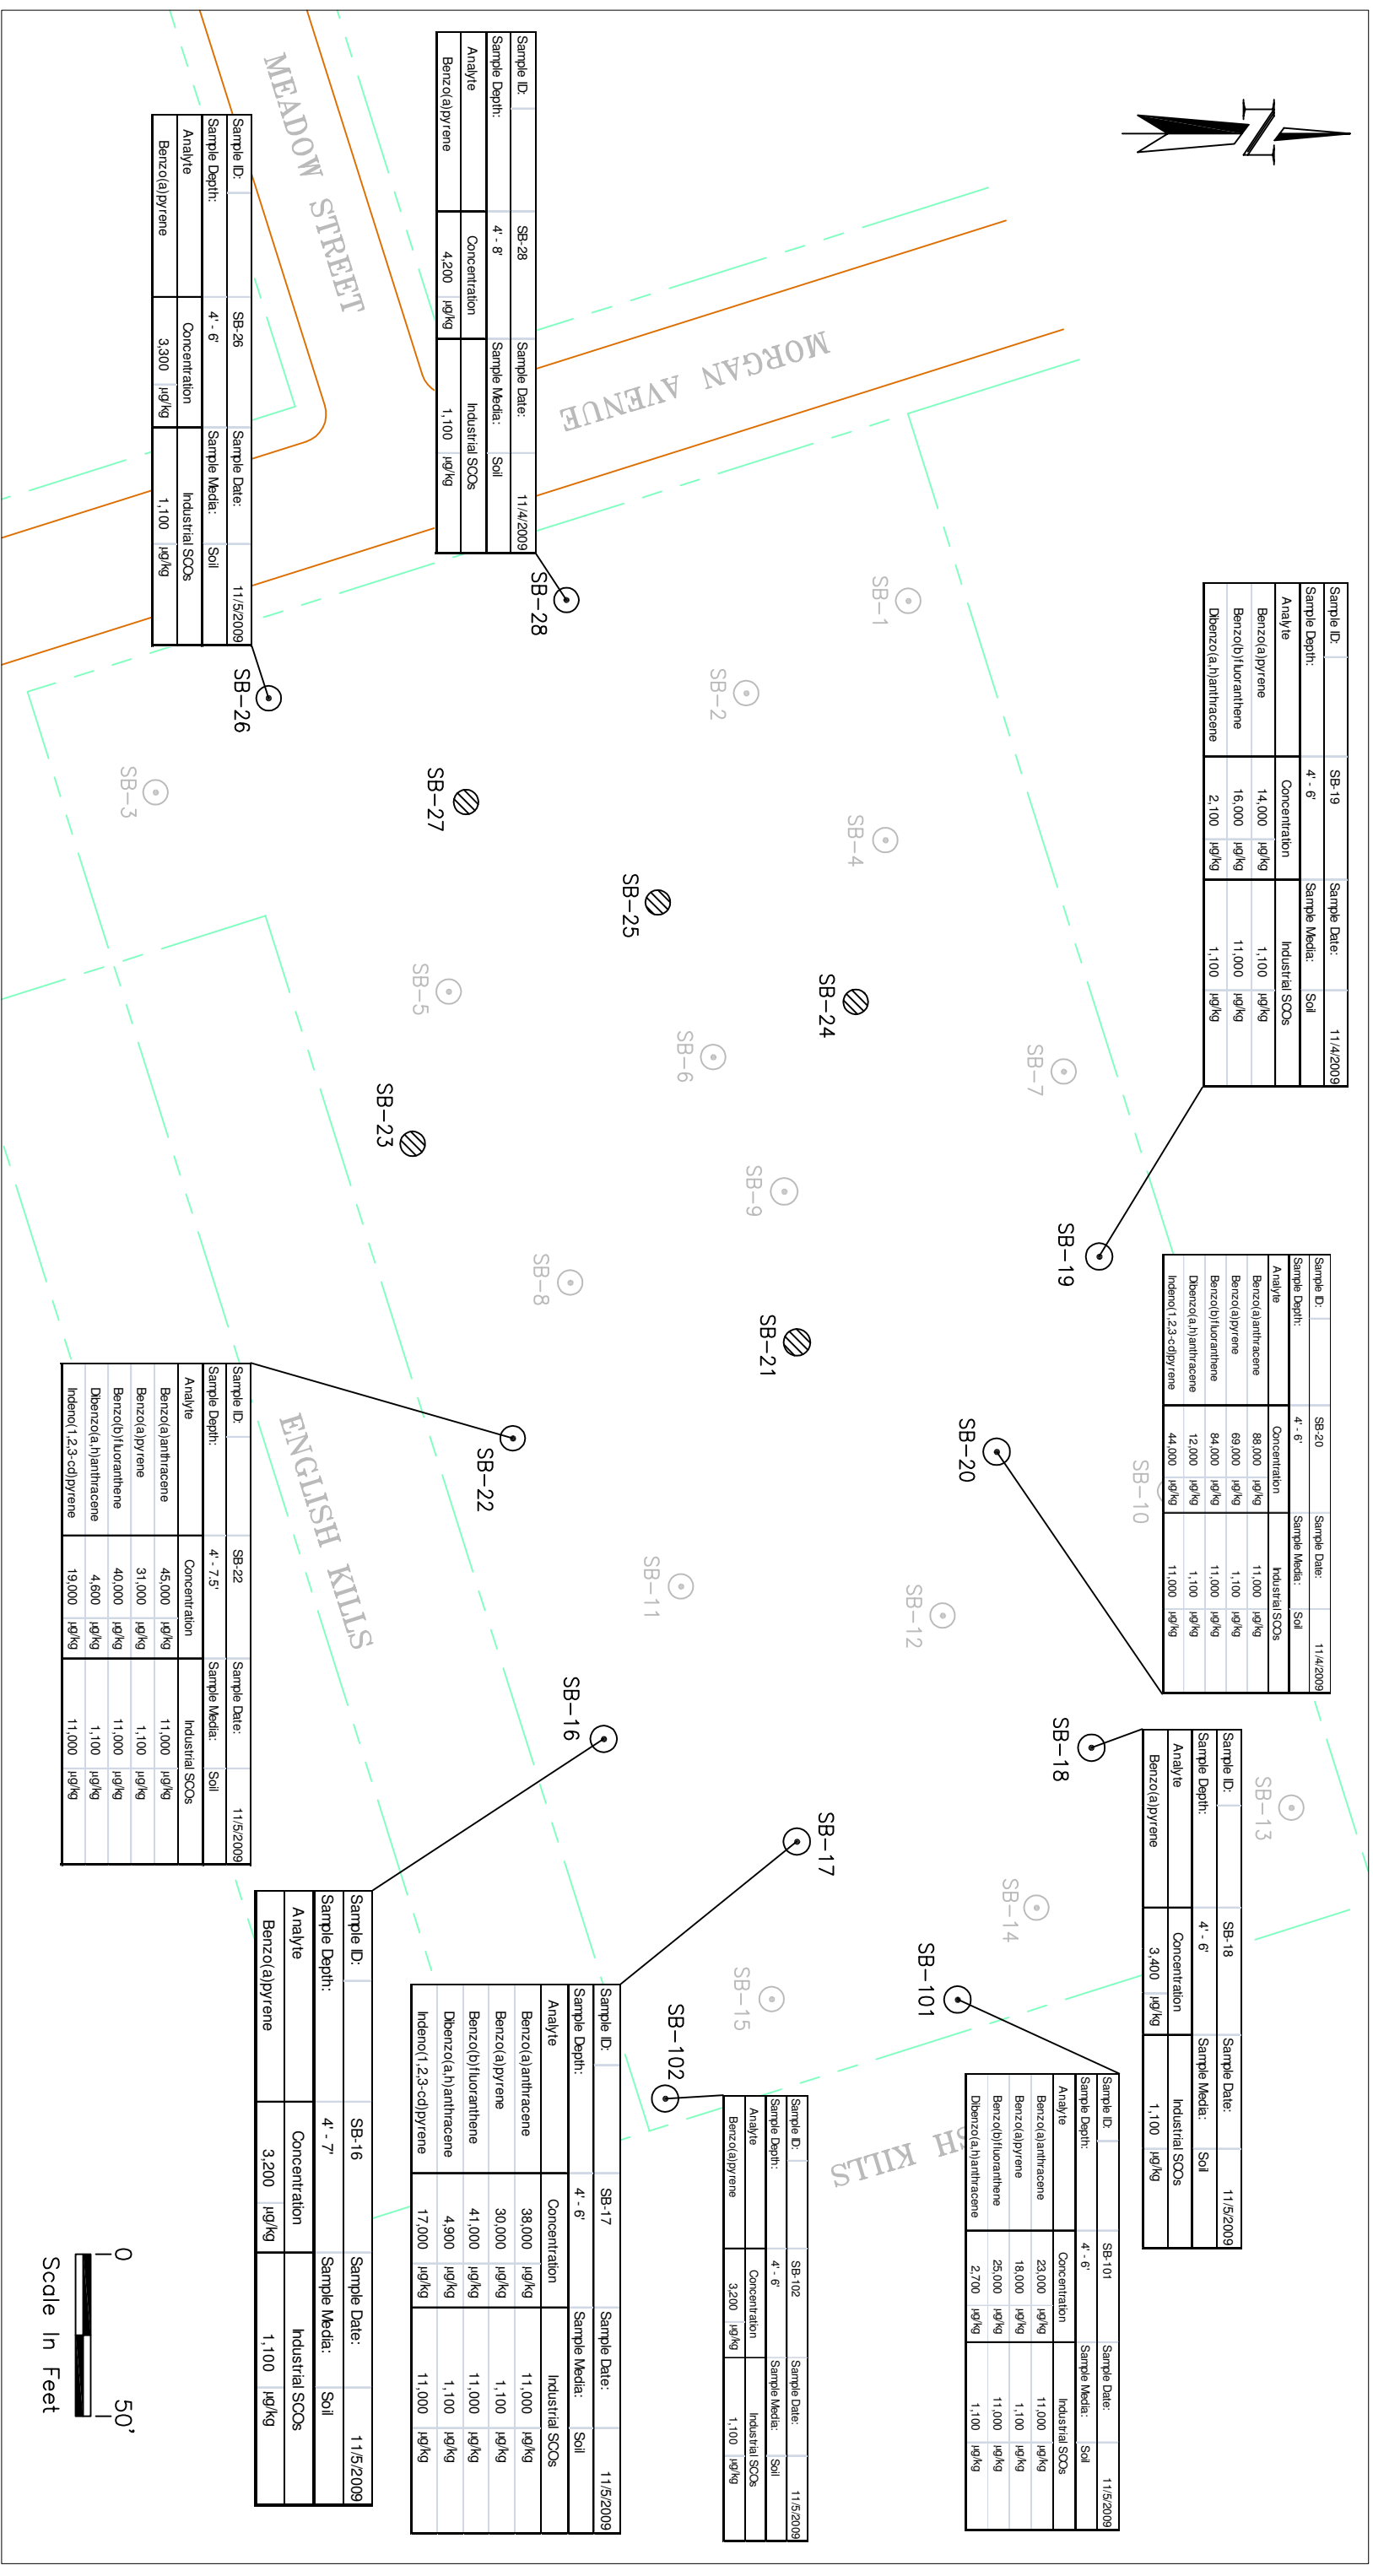 Sample ID: SB-19 Sample Date: 11/4/2009
Sample Depth: 4' - 6' Sample Media: Soil
Analyte Concentration Industrial SCOs
Benzo(a)pyrene 14,000 µg/kg 1,100 µg/kg
Benzo(b)fluoranthene 16,000 µg/kg 11,000 µg/kg
Dibenzo(a,h)anthracene 2,100 µg/kg 1,100 µg/kg
Sample ID: SB-20 Sample Date: 11/4/2009
Sample Depth: 4' - 6' Sample Media: Soil
Analyte Concentration Industrial SCOs
Benzo(a)anthracene 88,000 µg/kg 11,000 µg/kg
Benzo(a)pyrene 69,000 µg/kg 1,100 µg/kg
Benzo(b)fluoranthene 84,000 µg/kg 11,000 µg/kg
Dibenzo(a,h)anthracene 12,000 µg/kg 1,100 µg/kg
Indeno(1,2,3-cd)pyrene 44,000 µg/kg 11,000 µg/kg
Sample ID: SB-18 Sample Date: 11/5/2009
Sample Depth: 4' - 6' Sample Media: Soil
Analyte Concentration Industrial SCOs
Benzo(a)pyrene 3,400 µg/kg 1,100 µg/kg
Sample ID: SB-101 Sample Date: 11/5/2009
Sample Depth: 4' - 6' Sample Media: Soil
Analyte Concentration Industrial SCOs
Benzo(a)anthracene 23,000 µg/kg 11,000 µg/kg
Benzo(a)pyrene 18,000 µg/kg 1,100 µg/kg
Benzo(b)fluoranthene 25,000 µg/kg 11,000 µg/kg
Dibenzo(a,h)anthracene 2,700 µg/kg 1,100 µg/kg
Sample ID: SB-102 Sample Date: 11/5/2009
Sample Depth: 4' - 6' Sample Media: Soil
Analyte Concentration Industrial SCOs
Benzo(a)pyrene 3,200 µg/kg 1,100 µg/kg
Sample ID: SB-17 Sample Date: 11/5/2009
Sample Depth: 4' - 6' Sample Media: Soil
Analyte Concentration Industrial SCOs
Benzo(a)anthracene 38,000 µg/kg 11,000 µg/kg
Benzo(a)pyrene 30,000 µg/kg 1,100 µg/kg
Benzo(b)fluoranthene 41,000 µg/kg 11,000 µg/kg
Dibenzo(a,h)anthracene 4,900 µg/kg 1,100 µg/kg
Indeno(1,2,3-cd)pyrene 17,000 µg/kg 11,000 µg/kg
Sample ID: SB-16 Sample Date: 11/5/2009
Sample Depth: 4' - 7' Sample Media: Soil
Analyte Concentration Industrial SCOs
Benzo(a)pyrene 3,200 µg/kg 1,100 µg/kg
Sample ID: SB-22 Sample Date: 11/5/2009
Sample Depth: 4' - 7.5' Sample Media: Soil
Analyte Concentration Industrial SCOs
Benzo(a)anthracene 45,000 µg/kg 11,000 µg/kg
Benzo(a)pyrene 31,000 µg/kg 1,100 µg/kg
Benzo(b)fluoranthene 40,000 µg/kg 11,000 µg/kg
Dibenzo(a,h)anthracene 4,600 µg/kg 1,100 µg/kg
Indeno(1,2,3-cd)pyrene 19,000 µg/kg 11,000 µg/kg
Sample ID: SB-28 Sample Date: 11/4/2009
Sample Depth: 4' - 8' Sample Media: Soil
Analyte Concentration Industrial SCOs
Benzo(a)pyrene 4,200 µg/kg 1,100 µg/kg
Sample ID: SB-26 Sample Date: 11/5/2009
Sample Depth: 4' - 6' Sample Media: Soil
Analyte Concentration Industrial SCOs
Benzo(a)pyrene 3,300 µg/kg 1,100 µg/kg
MEADOW STREET
MORGAN AVENUE
ENGLISH KILLS
SH KILLS
SB-1
SB-2
SB-3
SB-4
SB-5
SB-6
SB-7
SB-8
SB-9
SB-10
SB-11
SB-12
SB-13
SB-14
SB-15
SB-16
SB-17
SB-18
SB-19
SB-20
SB-21
SB-22
SB-23
SB-24
SB-25
SB-26
SB-27
SB-28
SB-101
SB-102
N
0 50'
Scale In Feet